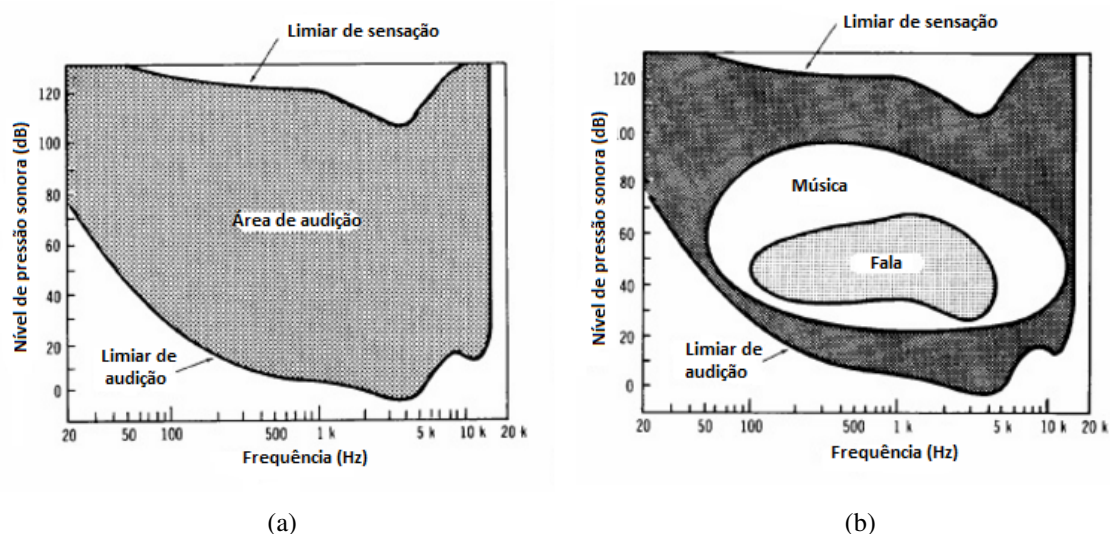 Limiar de sensação
120
100
80
60
40
20
0
Nível de pressão sonora (dB)
Área de audição
Limiar de
audição
20 50 100 500 1 k 5 k 10 k 20 k
Frequência (Hz)
(a)
Limiar de sensação
120
00
80
60
40
20
0
Nível de pressão sonora (dB)
Música
Fala
Limiar de
audição
20 50 100 500 1 k 5 k 10 k 20 k
Frequência (Hz)
(b)